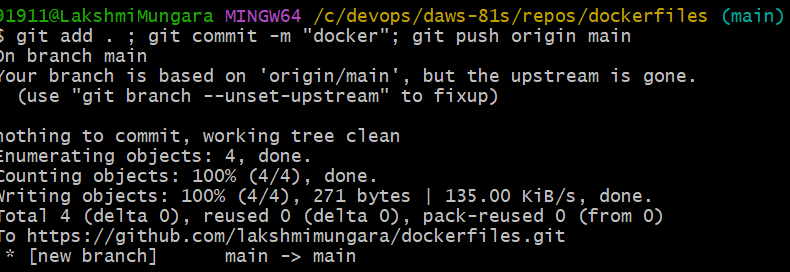 91911@LakshmiMungara MINGW64 /c/devops/daws-81s/repos/dockerfiles (main)
$ git add . ; git commit -m "docker"; git push origin main
On branch main
Your branch is based on 'origin/main', but the upstream is gone.
  (use "git branch --unset-upstream" to fixup)

nothing to commit, working tree clean
Enumerating objects: 4, done.
Counting objects: 100% (4/4), done.
Writing objects: 100% (4/4), 271 bytes | 135.00 KiB/s, done.
Total 4 (delta 0), reused 0 (delta 0), pack-reused 0 (from 0)
To https://github.com/lakshmimungara/dockerfiles.git
 * [new branch]      main -> main